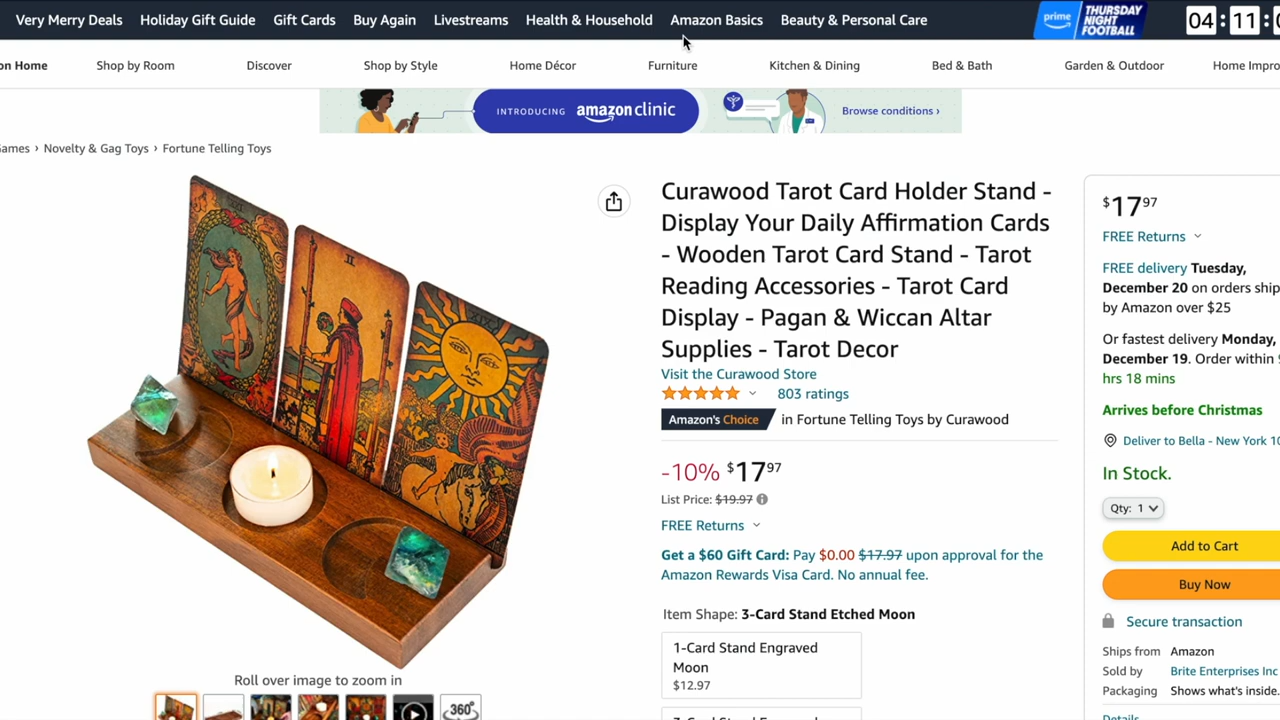 Very Merry Deals Holiday Gift Guide Gift Cards Buy Again Livestreams Health & Household Amazon Basics Beauty & Personal Care prime THURSDAY NIGHT FOOTBALL 04 : 11 :
on Home Shop by Room Discover Shop by Style Home Décor Furniture Kitchen & Dining Bed & Bath Garden & Outdoor Home Impro
INTRODUCING amazon clinic Browse conditions ›
Games › Novelty & Gag Toys › Fortune Telling Toys
Curawood Tarot Card Holder Stand -
Display Your Daily Affirmation Cards
- Wooden Tarot Card Stand - Tarot
Reading Accessories - Tarot Card
Display - Pagan & Wiccan Altar
Supplies - Tarot Decor
Visit the Curawood Store
803 ratings
Amazon's Choice in Fortune Telling Toys by Curawood
-10% $17 97
List Price: $19.97
FREE Returns
Get a $60 Gift Card: Pay $0.00 $17.97 upon approval for the
Amazon Rewards Visa Card. No annual fee.
Item Shape: 3-Card Stand Etched Moon
1-Card Stand Engraved
Moon
$12.97
II
XIX
Roll over image to zoom in
360°
$17 97
FREE Returns
FREE delivery Tuesday,
December 20 on orders ship
by Amazon over $25
Or fastest delivery Monday,
December 19. Order within
hrs 18 mins
Arrives before Christmas
Deliver to Bella - New York 10
In Stock.
Qty: 1
Add to Cart
Buy Now
Secure transaction
Ships from Amazon
Sold by Brite Enterprises Inc
Packaging Shows what's inside.
Details